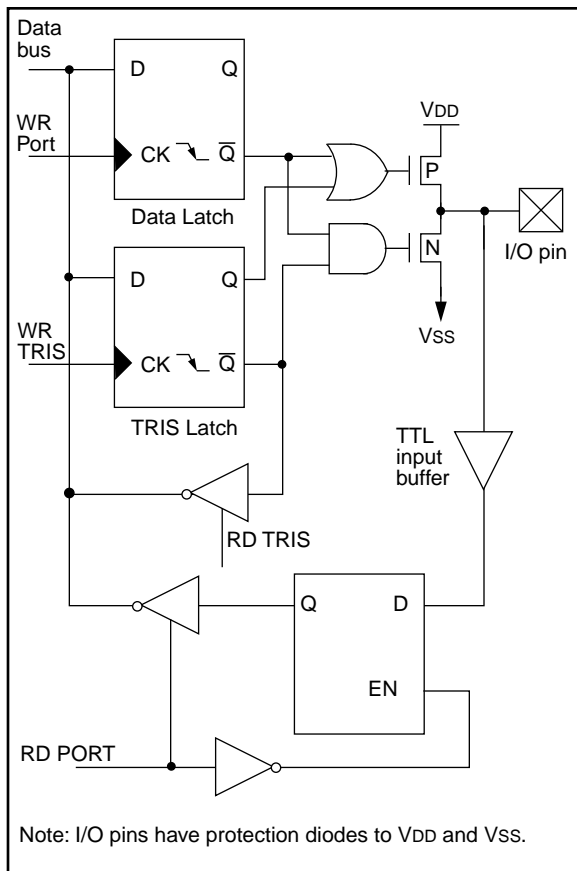 Data
bus
D Q
WR
Port
CK Q
Data Latch
VDD
P
N
I/O pin
VSS
D Q
WR
TRIS
CK Q
TRIS Latch
TTL
input
buffer
RD TRIS
Q D
EN
RD PORT
Note: I/O pins have protection diodes to VDD and VSS.